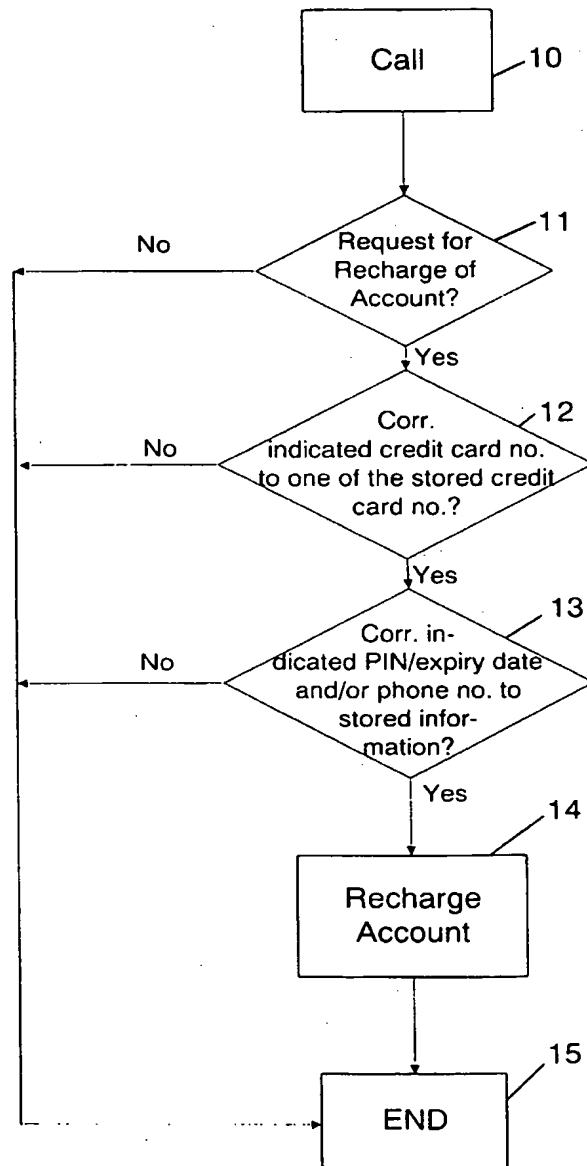 Call
10
11
No
Request for
Recharge of
Account?
Yes
12
Corr.
No
indicated credit card no.
to one of the stored credit
card no.?
Yes
13
Corr. in-
No
dicated PIN/expiry date
and/or phone no. to
stored infor-
mation?
Yes
14
Recharge
Account
15
END